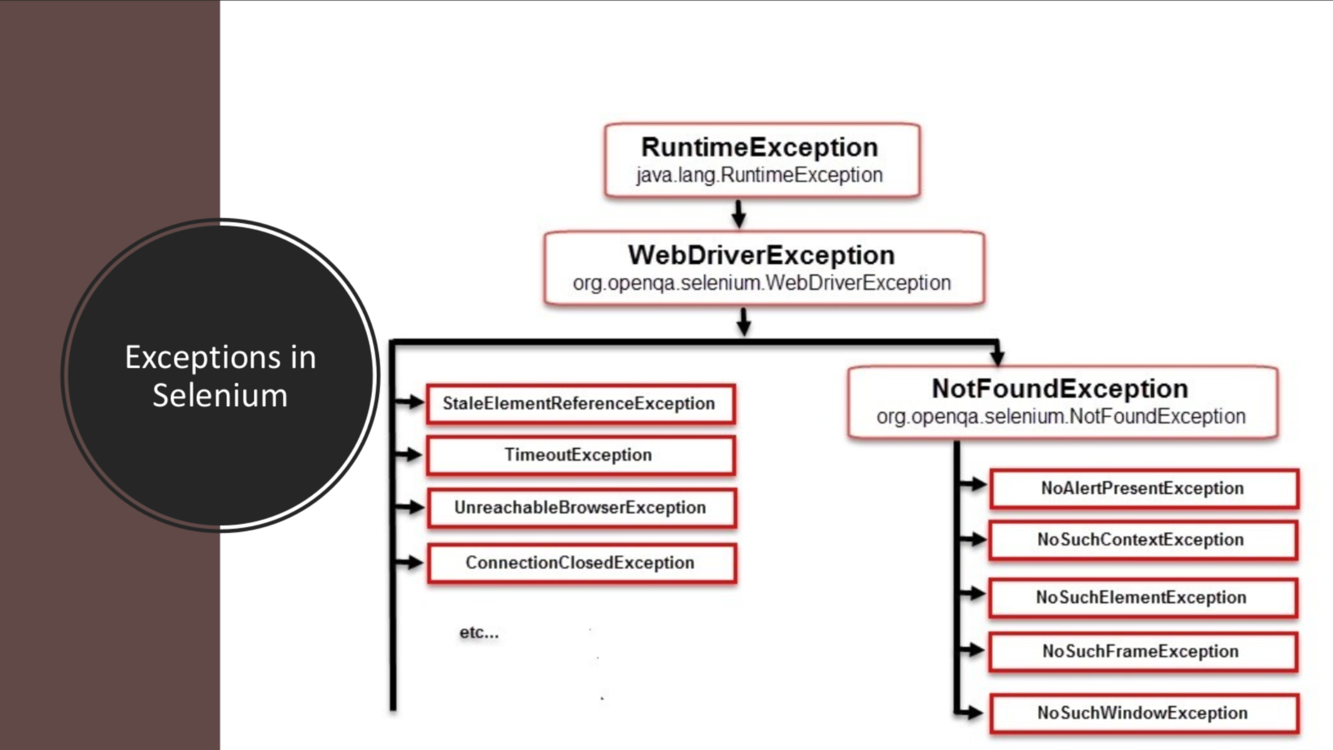 Exceptions in
Selenium
RuntimeException
java.lang.RuntimeException
WebDriverException
org.openqa.selenium.WebDriverException
StaleElementReferenceException
TimeoutException
UnreachableBrowserException
ConnectionClosedException
etc...
NotFoundException
org.openqa.selenium.NotFoundException
NoAlertPresentException
NoSuchContextException
NoSuchElementException
NoSuchFrameException
NoSuchWindowException